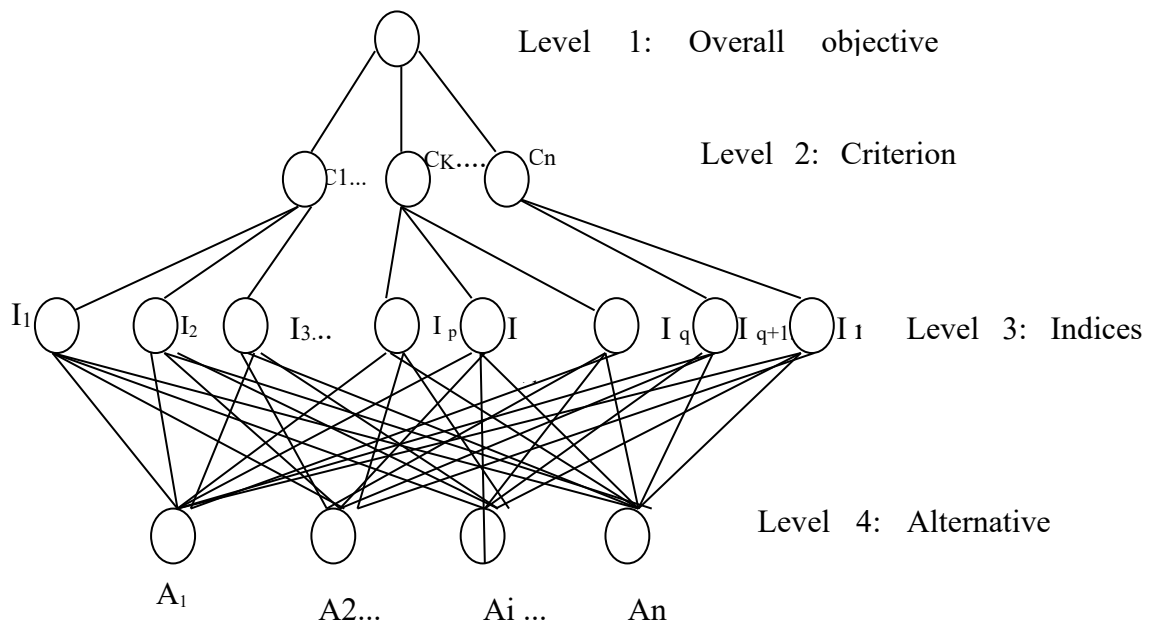 Level 1: Overall objective
C1... CK.... Cn
Level 2: Criterion
I1 I2 I3... I p I I q I q+1 I 1
Level 3: Indices
Level 4: Alternative
A1 A2... Ai ... An